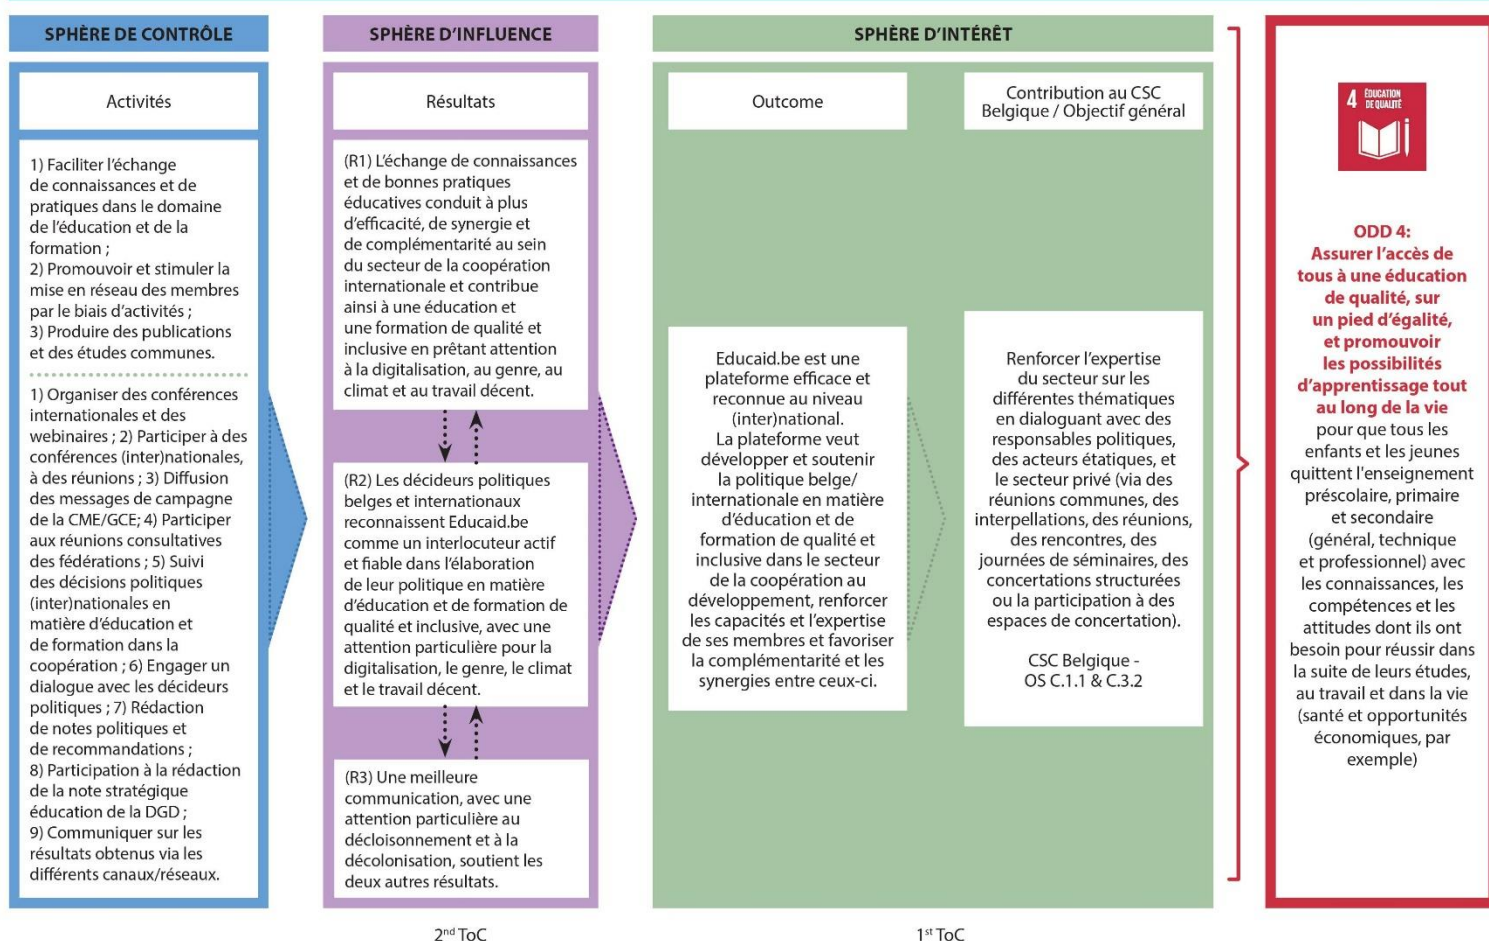 SPHÈRE DE CONTRÔLE
Activités
1) Faciliter l'échange
de connaissances et de
pratiques dans le domaine
de l'éducation et de la
formation ;
2) Promouvoir et stimuler la
mise en réseau des membres
par le biais d'activités ;
3) Produire des publications
et des études communes.
1) Organiser des conférences
internationales et des
webinaires ; 2) Participer à des
conférences (inter)nationales,
à des réunions ; 3) Diffusion
des messages de campagne
de la CME/GCE; 4) Participer
aux réunions consultatives
des fédérations ; 5) Suivi
des décisions politiques
(inter)nationales en
matière d'éducation et
de formation dans la
coopération ; 6) Engager un
dialogue avec les décideurs
politiques ; 7) Rédaction
de notes politiques et
de recommandations ;
8) Participation à la rédaction
de la note stratégique
éducation de la DGD ;
9) Communiquer sur les
résultats obtenus via les
différents canaux/réseaux.
SPHÈRE D'INFLUENCE
Résultats
(R1) L'échange de connaissances
et de bonnes pratiques
éducatives conduit à plus
d'efficacité, de synergie et
de complémentarité au sein
du secteur de la coopération
internationale et contribue
ainsi à une éducation et
une formation de qualité et
inclusive en prêtant attention
à la digitalisation, au genre, au
climat et au travail décent.
(R2) Les décideurs politiques
belges et internationaux
reconnaissent Educaid.be
comme un interlocuteur actif
et fiable dans l'élaboration
de leur politique en matière
d'éducation et de formation de
qualité et inclusive, avec une
attention particulière pour la
digitalisation, le genre, le climat
et le travail décent.
(R3) Une meilleure
communication, avec une
attention particulière au
décloisonnement et à la
décolonisation, soutient les
deux autres résultats.
2nd ToC
SPHÈRE D'INTÉRÊT
Outcome
Educaid.be est une
plateforme efficace et
reconnue au niveau
(inter)national.
La plateforme veut
développer et soutenir
la politique belge/
internationale en matière
d'éducation et de
formation de qualité et
inclusive dans le secteur
de la coopération au
développement, renforcer
les capacités et l'expertise
de ses membres et favoriser
la complémentarité et les
synergies entre ceux-ci.
Contribution au CSC
Belgique / Objectif général
Renforcer l'expertise
du secteur sur les
différentes thématiques
en dialoguant avec des
responsables politiques,
des acteurs étatiques, et
le secteur privé (via des
réunions communes, des
interpellations, des réunions,
des rencontres, des
journées de séminaires, des
concertations structurées
ou la participation à des
espaces de concertation).
CSC Belgique -
OS C.1.1 & C.3.2
1st ToC
4 ÉDUCATION
DE QUALITÉ
ODD 4:
Assurer l'accès de
tous à une éducation
de qualité, sur
un pied d'égalité,
et promouvoir
les possibilités
d'apprentissage tout
au long de la vie
pour que tous les
enfants et les jeunes
quittent l'enseignement
préscolaire, primaire
et secondaire
(général, technique
et professionnel) avec
les connaissances, les
compétences et les
attitudes dont ils ont
besoin pour réussir dans
la suite de leurs études,
au travail et dans la vie
(santé et opportunités
économiques, par
exemple)